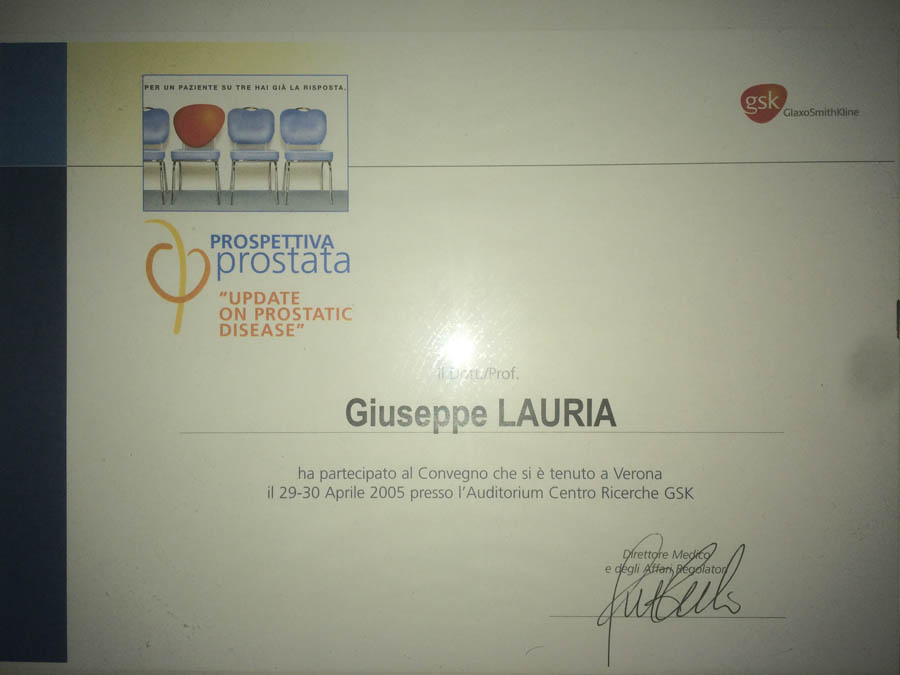 PER UN PAZIENTE SU TRE HAI GIÀ LA RISPOSTA.
gsk
GlaxoSmithKline
PROSPETTIVA
prostata
"UPDATE
ON PROSTATIC
DISEASE"
il Dott./Prof.
Giuseppe LAURIA
ha partecipato al Convegno che si è tenuto a Verona
il 29-30 Aprile 2005 presso l'Auditorium Centro Ricerche GSK
Direttore Medico
e degli Affari Regolatori